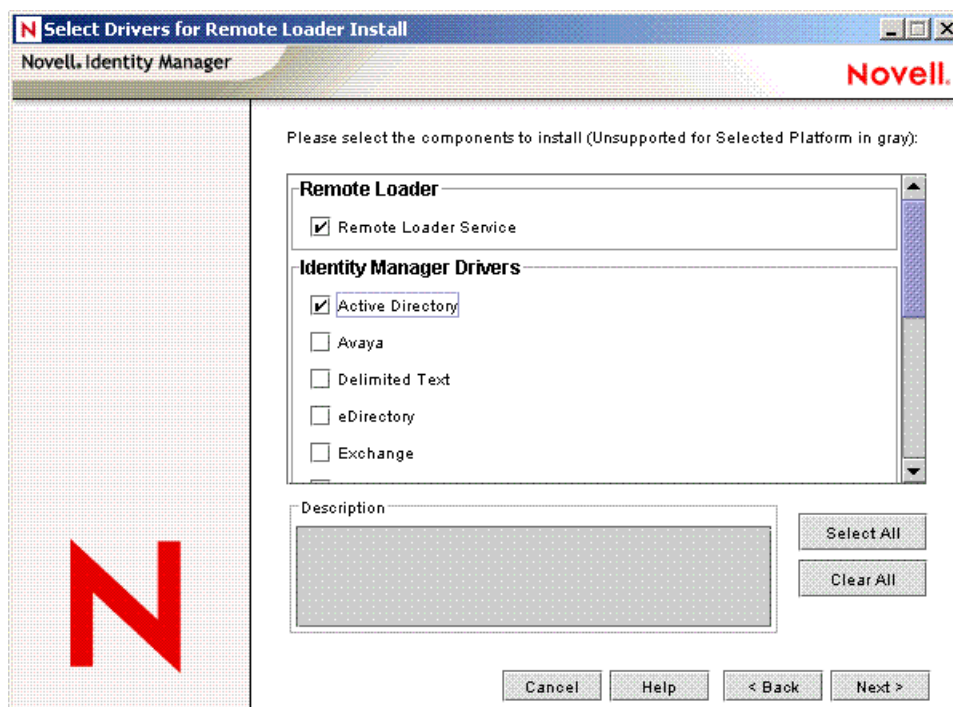 N Select Drivers for Remote Loader Install
Novell. Identity Manager
Novell.
Please select the components to install (Unsupported for Selected Platform in gray):
Remote Loader
Remote Loader Service
Identity Manager Drivers
Active Directory
Avaya
Delimited Text
eDirectory
Exchange
Description
Select All
Clear All
N
Cancel Help < Back Next >